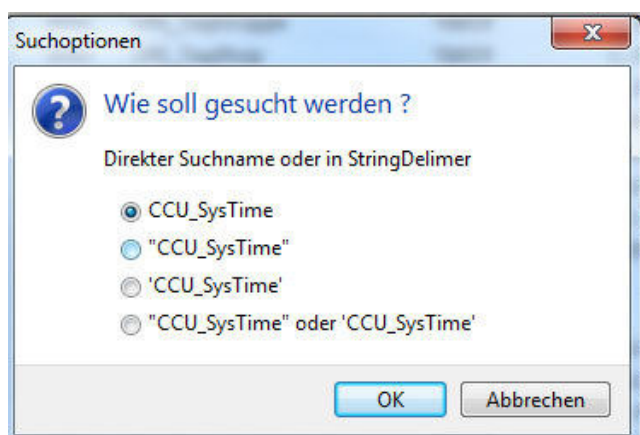 Suchoptionen
Wie soll gesucht werden ?
Direkter Suchname oder in StringDelimer
CCU_SysTime
"CCU_SysTime"
'CCU_SysTime'
"CCU_SysTime" oder 'CCU_SysTime'
OK
Abbrechen